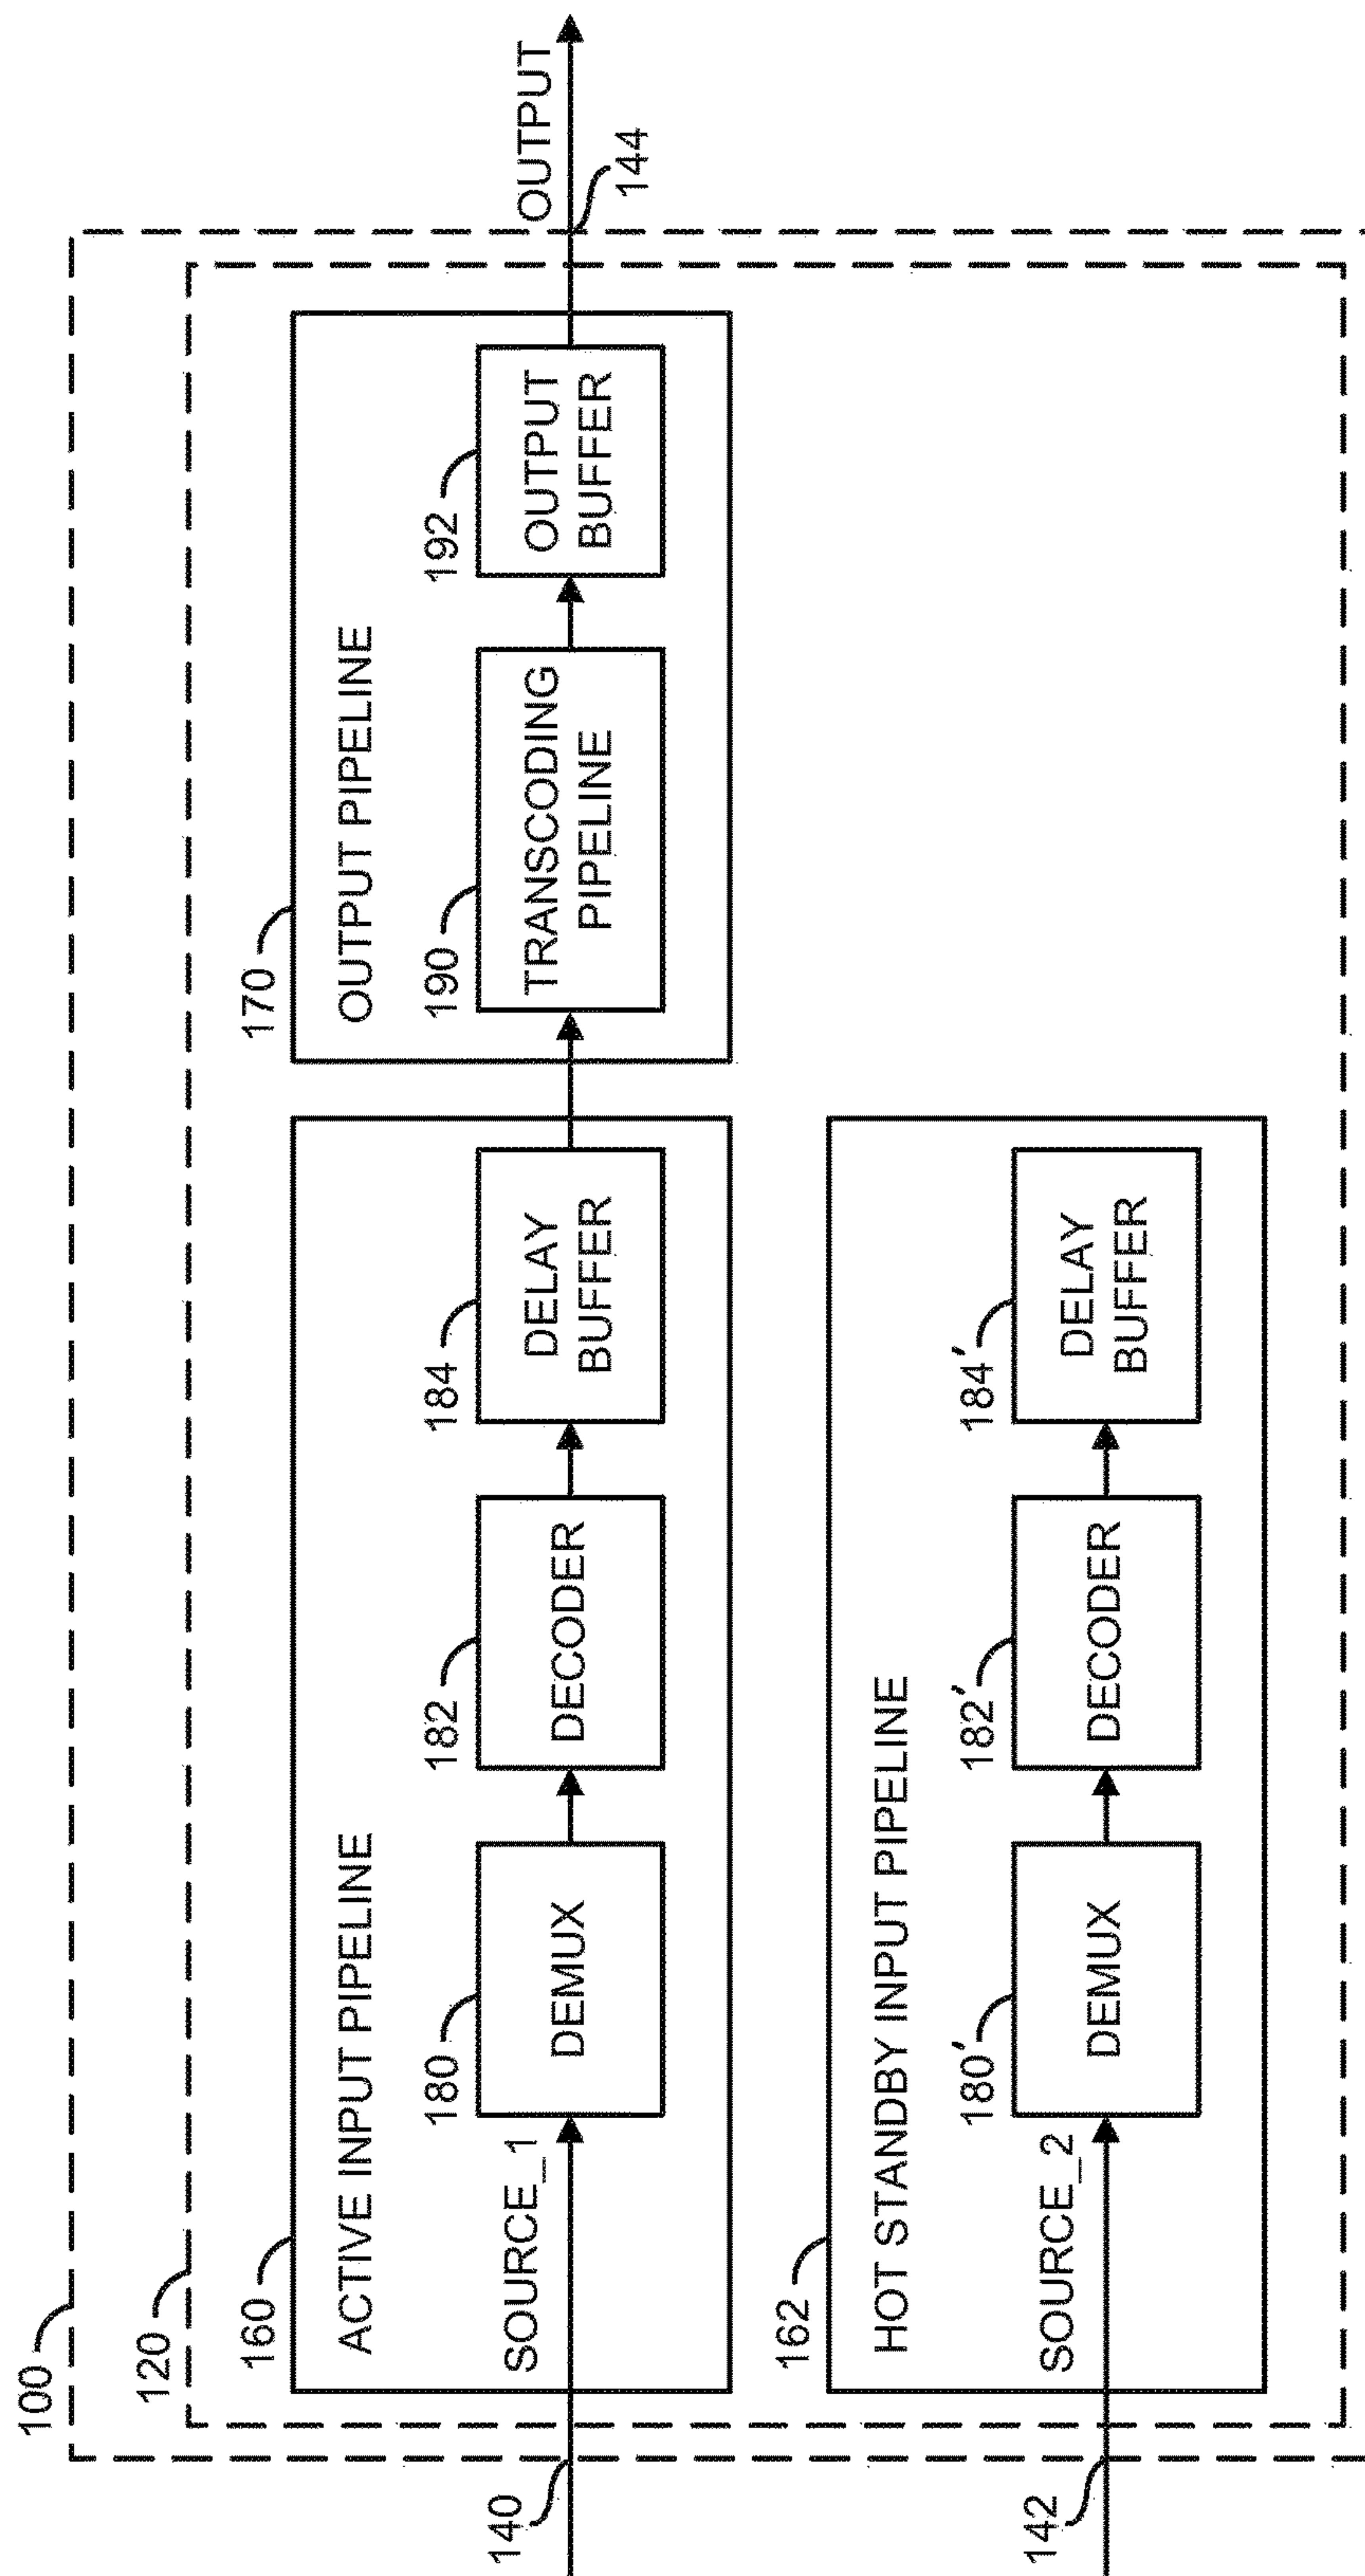 100
120
160
ACTIVE INPUT PIPELINE
SOURCE_1
140
180
DEMUX
182
DECODER
184
DELAY
BUFFER
170
OUTPUT PIPELINE
190
TRANSCODING
PIPELINE
192
OUTPUT
BUFFER
OUTPUT
144
162
HOT STANDBY INPUT PIPELINE
SOURCE_2
142
180'
DEMUX
182'
DECODER
184'
DELAY
BUFFER